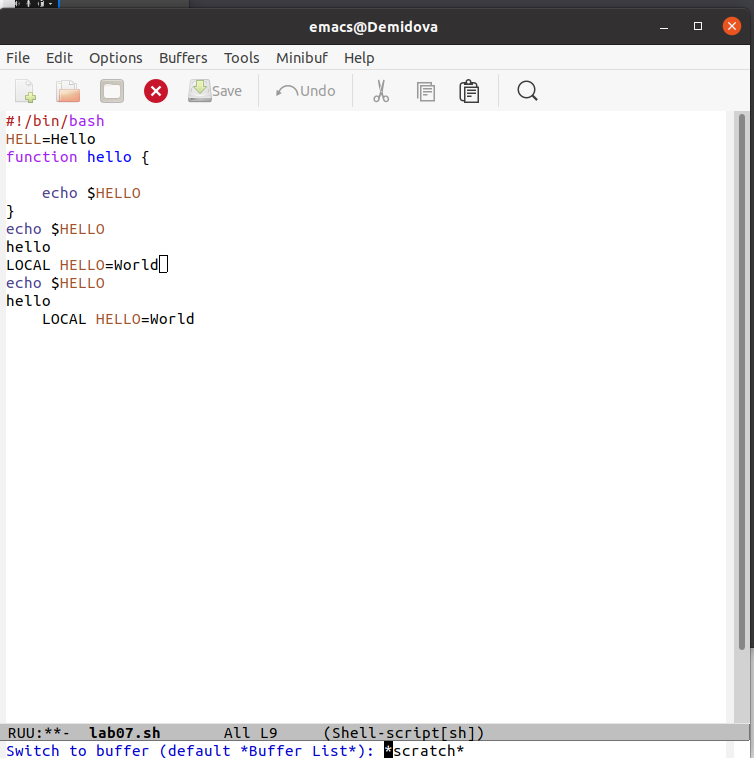 emacs@Demidova
File Edit Options Buffers Tools Minibuf Help
Save Undo
#!/bin/bash
HELL=Hello
function hello {
    echo $HELLO
}
echo $HELLO
hello
LOCAL HELLO=World
echo $HELLO
hello
    LOCAL HELLO=World
RUU:**-  lab07.sh       All L9     (Shell-script[sh])
Switch to buffer (default *Buffer List*): *scratch*